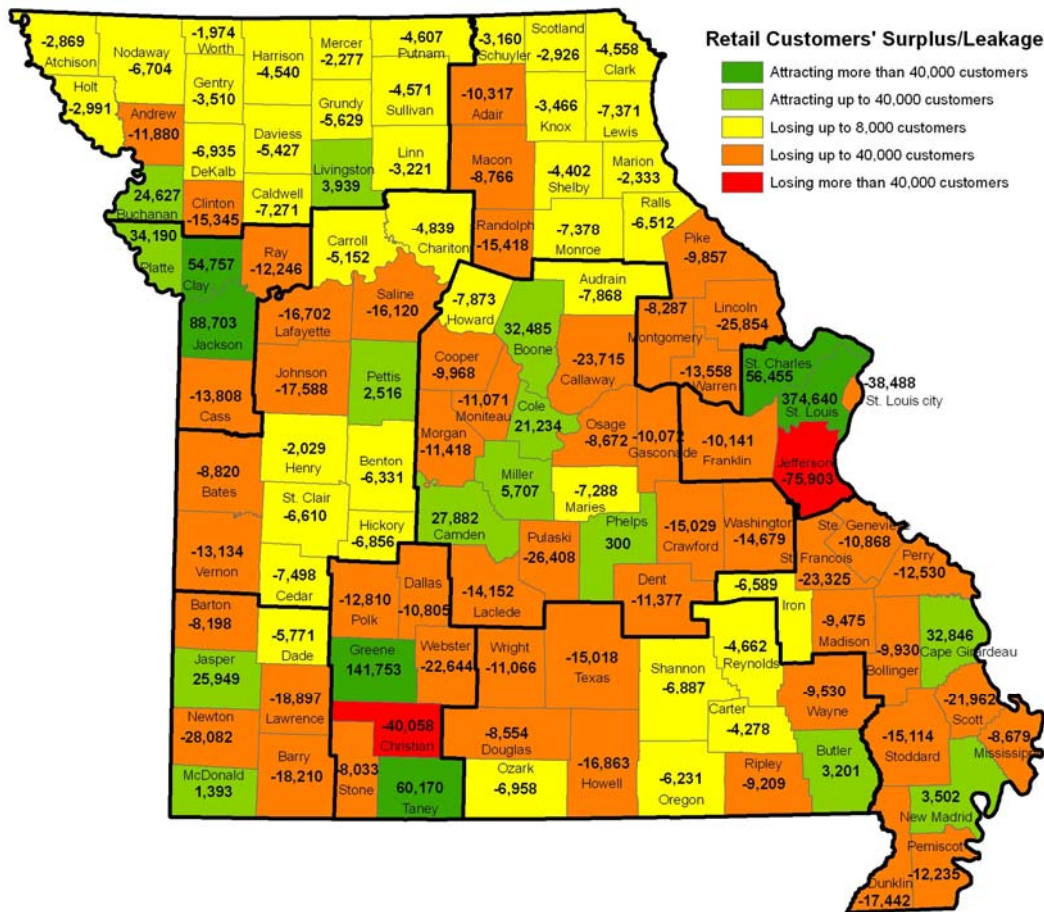 Retail Customers' Surplus/Leakage
Attracting more than 40,000 customers
Attracting up to 40,000 customers
Losing up to 8,000 customers
Losing up to 40,000 customers
Losing more than 40,000 customers
-2,869
Atchison
Nodaway
-6,704
-1,974
Worth
Harrison
-4,540
Mercer
-2,277
-4,607
Putnam
-3,160
Schuyler
Scotland
-2,926
-4,558
Clark
Holt
-2,991
Andrew
-11,880
Gentry
-3,510
Grundy
-5,629
-4,571
Sullivan
-10,317
Adair
-3,466
Knox
-7,371
Lewis
-6,935
DeKalb
Daviess
-5,427
Livingston
3,939
Linn
-3,221
Macon
-8,766
-4,402
Shelby
Marion
-2,333
24,627
Buchanan
Clinton
-15,345
Caldwell
-7,271
Carroll
-5,152
-4,839
Chariton
Randolph
-15,418
-7,378
Monroe
Ralls
-6,512
34,190
Platte
54,757
Clay
Ray
-12,246
Saline
-16,120
-7,873
Howard
Audrain
-7,868
Pike
-9,857
88,703
Jackson
-16,702
Lafayette
32,485
Boone
-23,715
Callaway
-8,287
Montgomery
Lincoln
-25,854
Johnson
-17,588
Pettis
2,516
Cooper
-9,968
-11,071
Moniteau
Cole
21,234
Osage
-8,672
-10,072
Gasconade
-13,558
Warren
St. Charles
56,455
374,640
St. Louis
-38,488
St. Louis city
-13,808
Cass
-2,029
Henry
Benton
-6,331
Morgan
-11,418
Miller
5,707
-7,288
Maries
-10,141
Franklin
Jefferson
-75,903
-8,820
Bates
St. Clair
-6,610
Hickory
-6,856
27,882
Camden
Pulaski
-26,408
Phelps
300
-15,029
Crawford
Washington
-14,679
Ste. Genevieve
-10,868
St Francois
-23,325
Perry
-12,530
-13,134
Vernon
-7,498
Cedar
-12,810
Polk
Dallas
-10,805
-14,152
Laclede
Dent
-11,377
-6,589
Iron
-9,475
Madison
-9,930
Bollinger
32,846
Cape Girardeau
Barton
-8,198
-5,771
Dade
Greene
141,753
Webster
-22,644
Wright
-11,066
-15,018
Texas
Shannon
-6,887
-4,662
Reynolds
-9,530
Wayne
-21,962
Scott
-8,679
Mississippi
Jasper
25,949
-18,897
Lawrence
-40,058
Christian
-8,554
Douglas
-16,863
Howell
Carter
-4,278
Butler
3,201
-15,114
Stoddard
Newton
-28,082
Barry
-18,210
-8,033
Stone
60,170
Taney
Ozark
-6,958
-6,231
Oregon
Ripley
-9,209
3,502
New Madrid
McDonald
1,393
Pemiscot
-12,235
Dunklin
-17,442